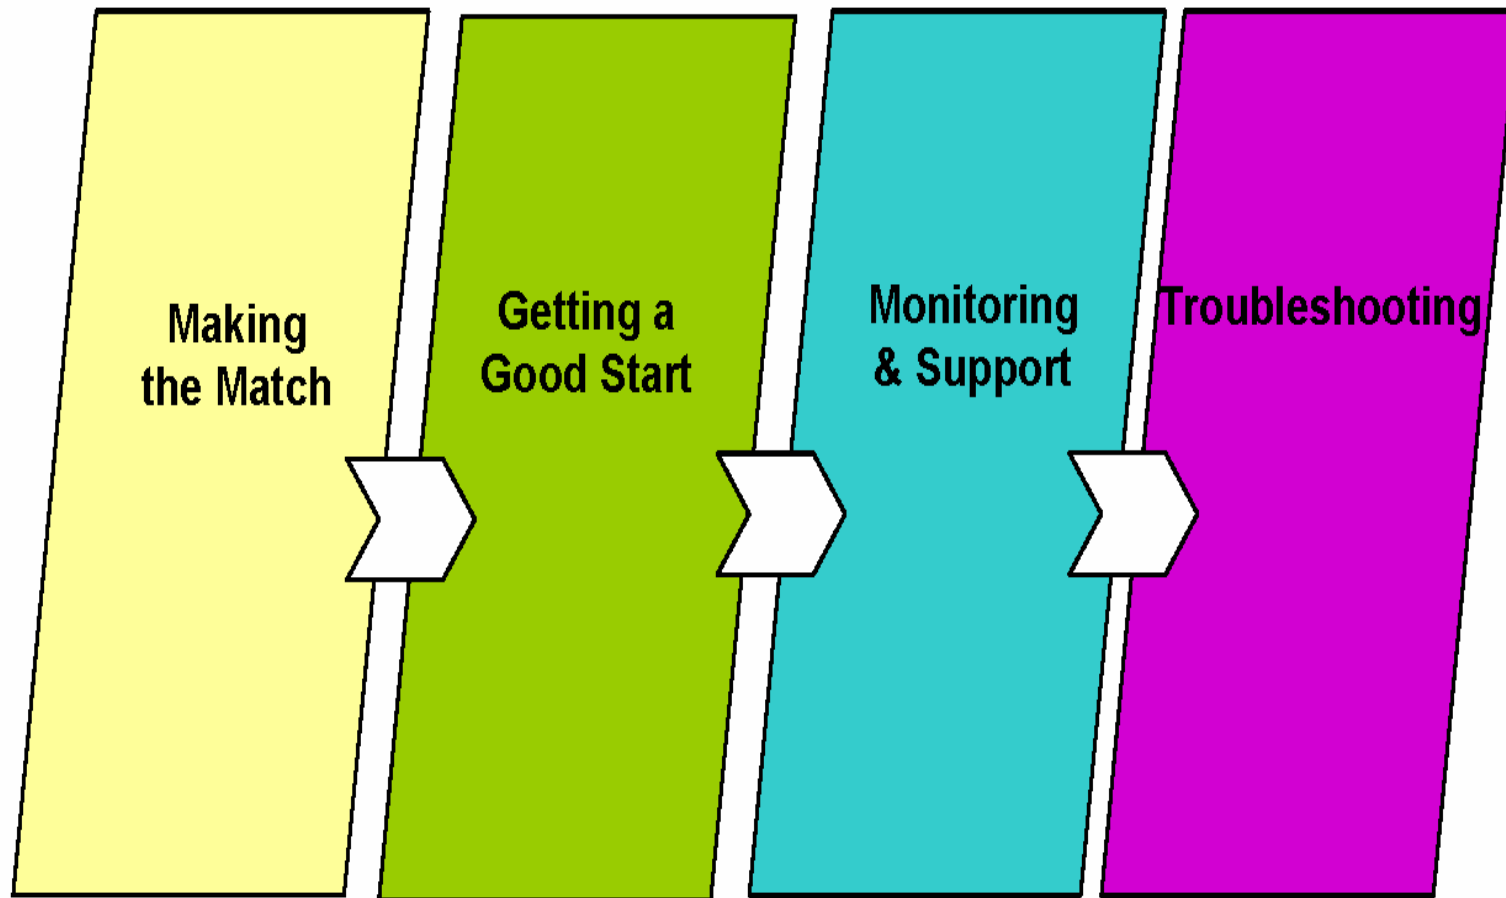 Making
the Match
Getting a
Good Start
Monitoring
& Support
Troubleshooting